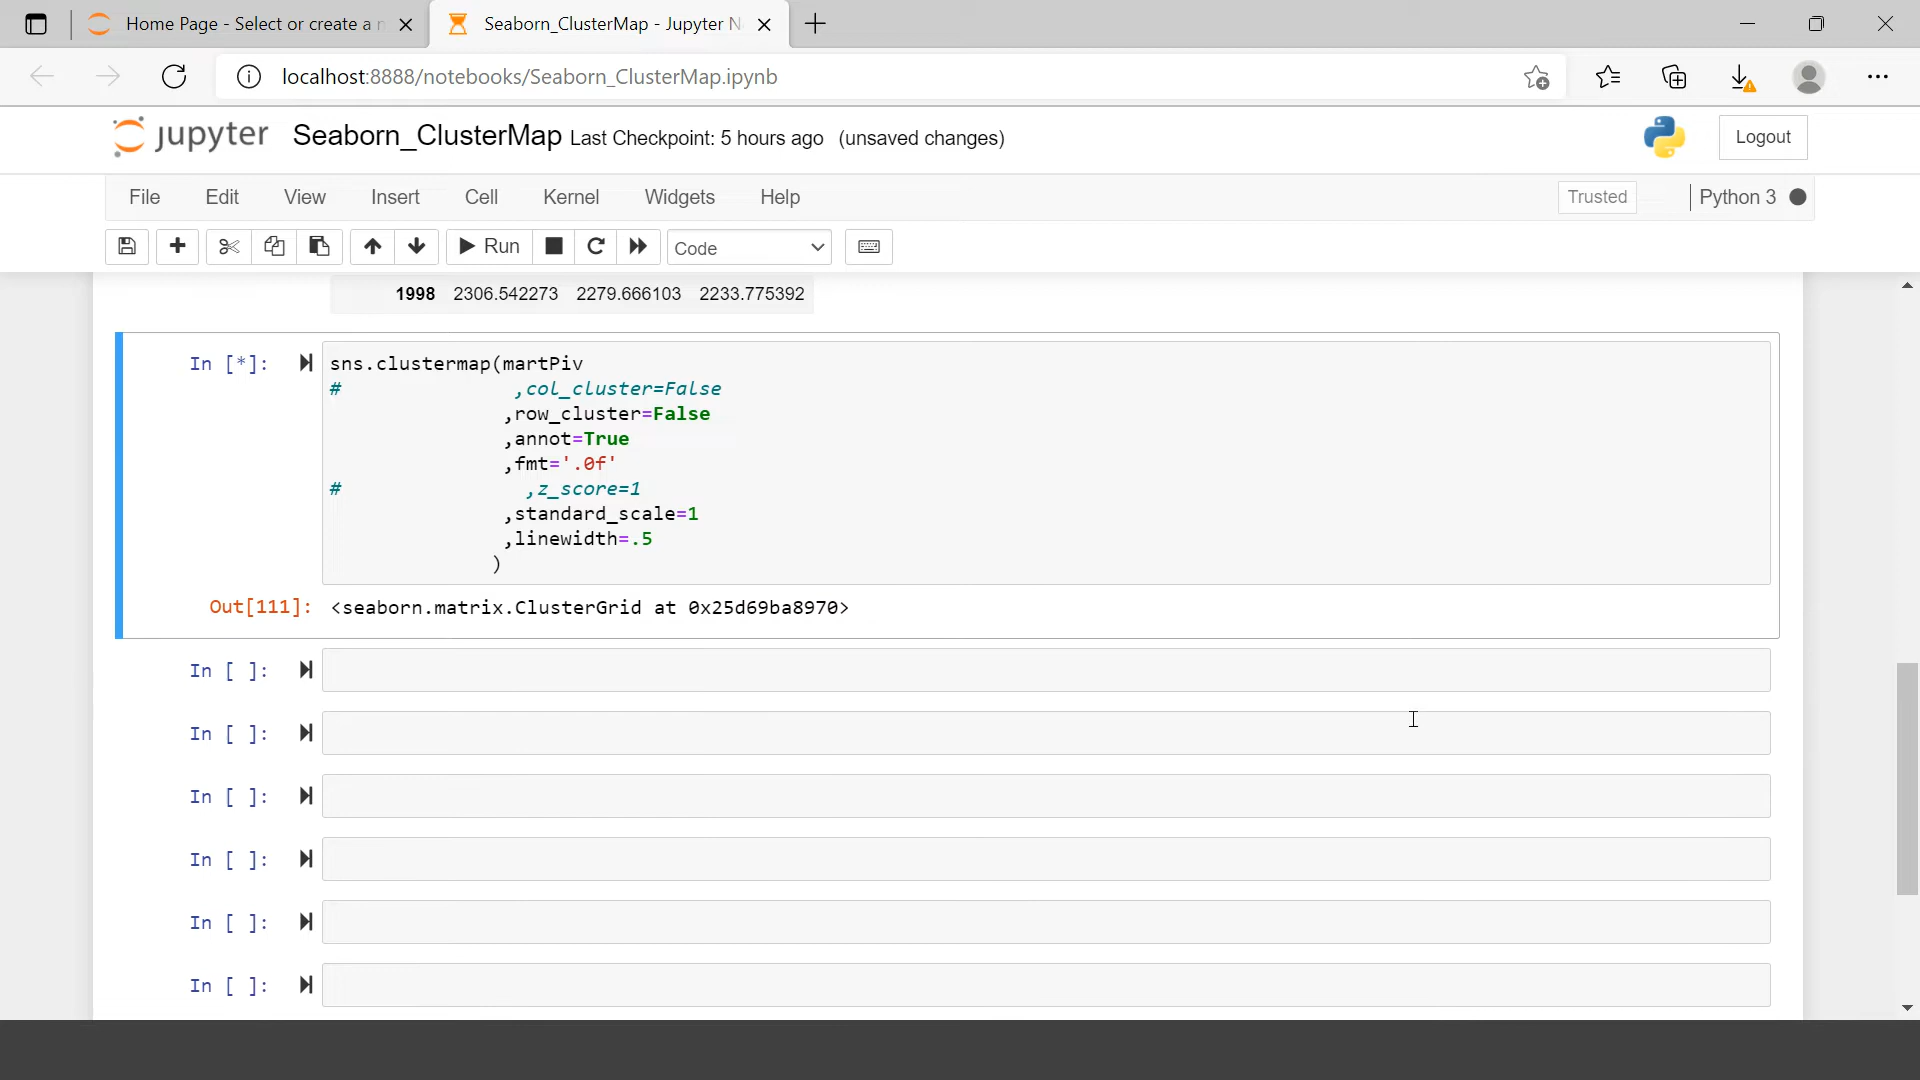 Home Page - Select or create a n
Seaborn_ClusterMap - Jupyter N
localhost:8888/notebooks/Seaborn_ClusterMap.ipynb
jupyter Seaborn_ClusterMap Last Checkpoint: 5 hours ago (unsaved changes)
Logout
File Edit View Insert Cell Kernel Widgets Help
Trusted
Python 3
Run
Code
1998 2306.542273 2279.666103 2233.775392
In [*]: sns.clustermap(martPiv
# ,col_cluster=False
,row_cluster=False
,annot=True
,fmt='.0f'
# ,z_score=1
,standard_scale=1
,linewidth=.5
)
Out[111]: <seaborn.matrix.ClusterGrid at 0x25d69ba8970>
In [ ]:
In [ ]:
In [ ]:
In [ ]:
In [ ]:
In [ ]: